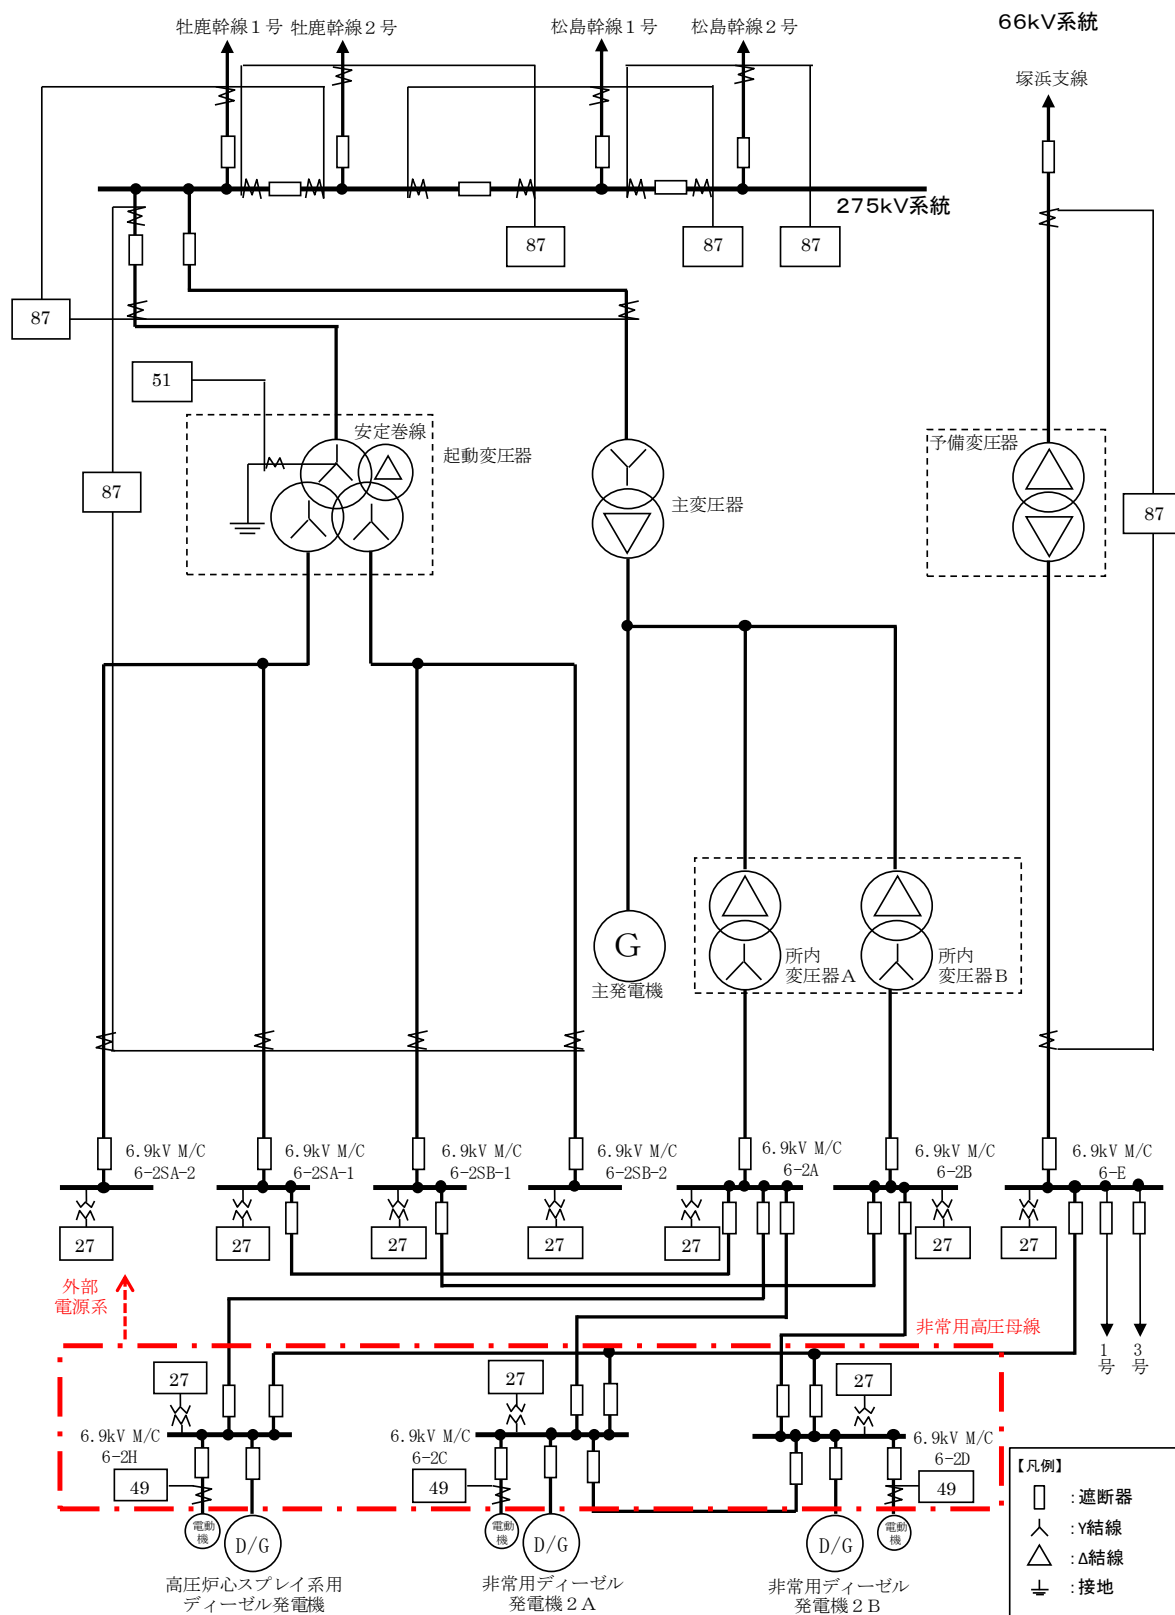 66kV系統
牡鹿幹線１号
牡鹿幹線２号
松島幹線１号
松島幹線２号
塚浜支線
275kV系統
87
87
87
87
51
安定巻線
起動変圧器
予備変圧器
87
主変圧器
87
G
主発電機
所内
変圧器Ａ
所内
変圧器Ｂ
6.9kV M/C
6-2SA-2
6.9kV M/C
6-2SA-1
6.9kV M/C
6-2SB-1
6.9kV M/C
6-2SB-2
6.9kV M/C
6-2A
6.9kV M/C
6-2B
6.9kV M/C
6-E
27
27
27
27
27
27
27
外部
電源系
非常用高圧母線
1
号
3
号
27
27
27
6.9kV M/C
6-2H
6.9kV M/C
6-2C
6.9kV M/C
6-2D
49
49
49
電動
機
D/G
電動
機
D/G
D/G
電動
機
高圧炉心スプレイ系用
ディーゼル発電機
非常用ディーゼル
発電機２Ａ
非常用ディーゼル
発電機２Ｂ
【凡例】
：遮断器
：Y結線
：Δ結線
：接地